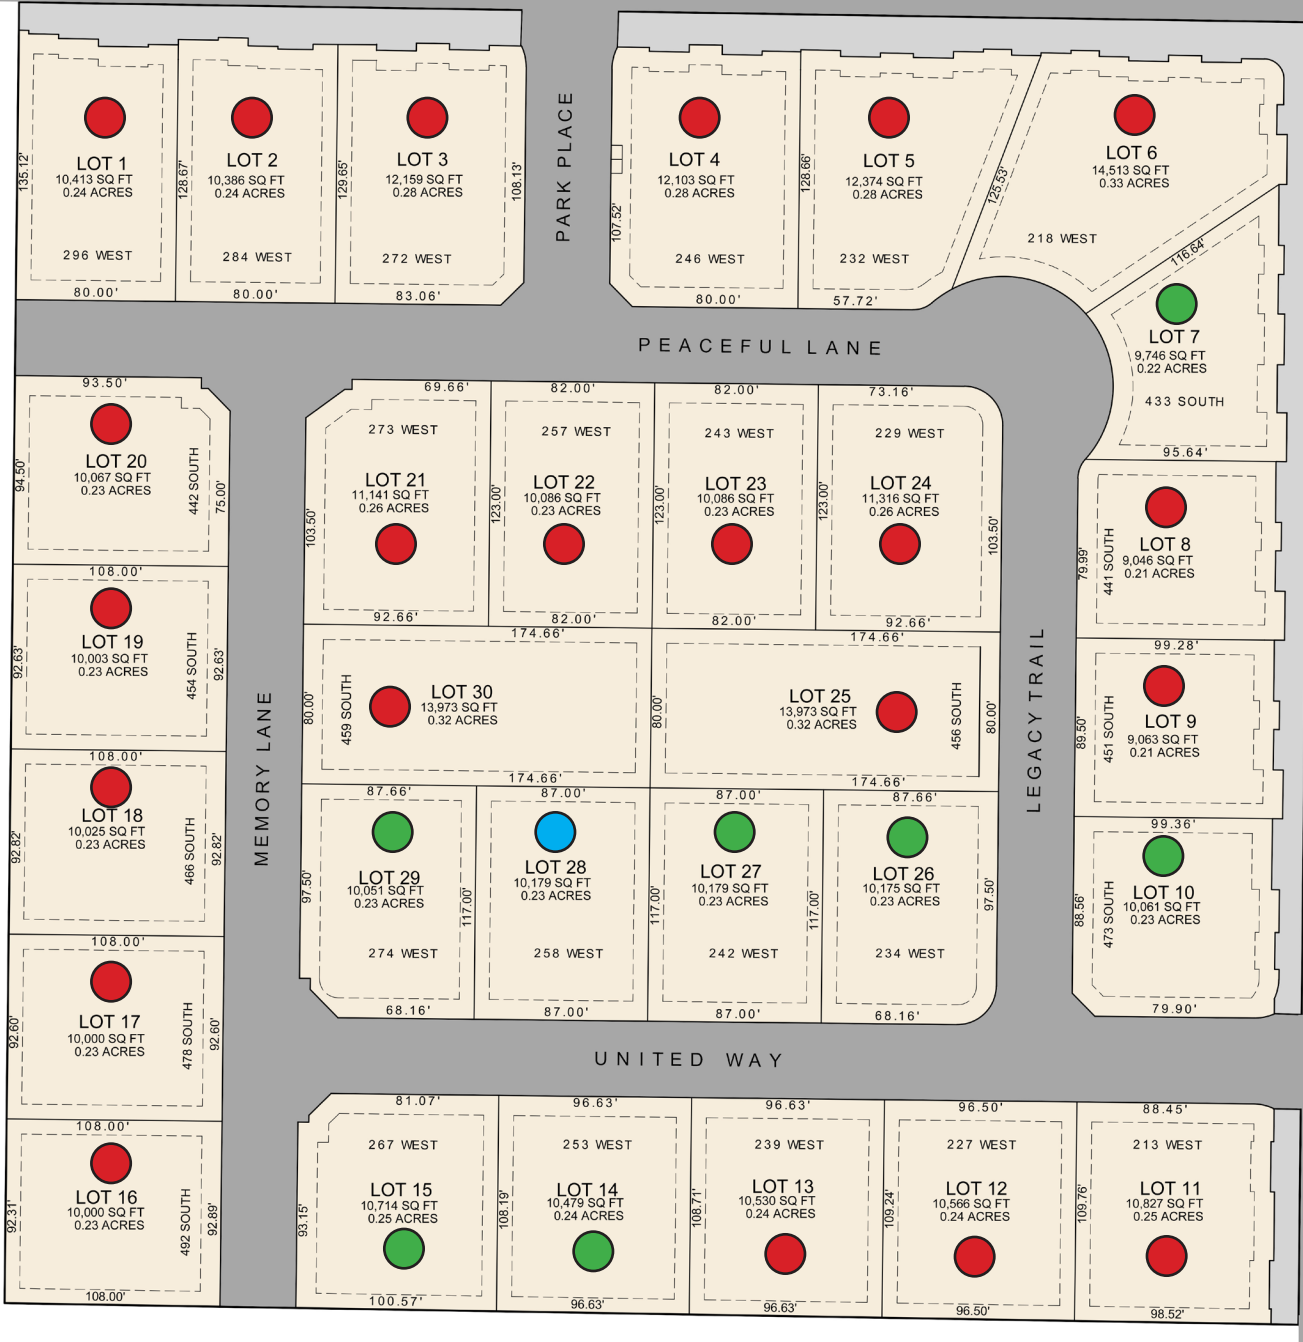 135.12'
LOT 1
10,413 SQ FT
0.24 ACRES
296 WEST
80.00'
128.67'
LOT 2
10,386 SQ FT
0.24 ACRES
284 WEST
80.00'
129.65'
LOT 3
12,159 SQ FT
0.28 ACRES
272 WEST
83.06'
108.13'
PARK PLACE
107.52'
LOT 4
12,103 SQ FT
0.28 ACRES
246 WEST
80.00'
128.66'
LOT 5
12,374 SQ FT
0.28 ACRES
232 WEST
57.72'
125.53'
LOT 6
14,513 SQ FT
0.33 ACRES
218 WEST
116.64'
LOT 7
9,746 SQ FT
0.22 ACRES
433 SOUTH
95.64'
PEACEFUL LANE
93.50'
94.50'
LOT 20
10,067 SQ FT
0.23 ACRES
442 SOUTH
75.00'
108.00'
69.66'
273 WEST
LOT 21
11,141 SQ FT
0.26 ACRES
103.50'
92.66'
82.00'
257 WEST
123.00'
LOT 22
10,086 SQ FT
0.23 ACRES
82.00'
82.00'
243 WEST
123.00'
LOT 23
10,086 SQ FT
0.23 ACRES
82.00'
73.16'
229 WEST
123.00'
LOT 24
11,316 SQ FT
0.26 ACRES
103.50'
92.66'
79.99'
441 SOUTH
LOT 8
9,046 SQ FT
0.21 ACRES
99.28'
92.63'
LOT 19
10,003 SQ FT
0.23 ACRES
454 SOUTH
92.63'
108.00'
MEMORY LANE
174.66'
80.00'
459 SOUTH
LOT 30
13,973 SQ FT
0.32 ACRES
174.66'
174.66'
80.00'
LOT 25
13,973 SQ FT
0.32 ACRES
456 SOUTH
80.00'
174.66'
LEGACY TRAIL
89.50'
451 SOUTH
LOT 9
9,063 SQ FT
0.21 ACRES
99.36'
92.82'
LOT 18
10,025 SQ FT
0.23 ACRES
466 SOUTH
92.82'
108.00'
87.66'
97.50'
LOT 29
10,051 SQ FT
0.23 ACRES
274 WEST
68.16'
87.00'
117.00'
LOT 28
10,179 SQ FT
0.23 ACRES
258 WEST
87.00'
87.00'
117.00'
LOT 27
10,179 SQ FT
0.23 ACRES
242 WEST
87.00'
87.66'
117.00'
LOT 26
10,175 SQ FT
0.23 ACRES
234 WEST
97.50'
68.16'
88.56'
473 SOUTH
LOT 10
10,061 SQ FT
0.23 ACRES
79.90'
92.60'
LOT 17
10,000 SQ FT
0.23 ACRES
478 SOUTH
92.60'
108.00'
UNITED WAY
92.31'
LOT 16
10,000 SQ FT
0.23 ACRES
492 SOUTH
92.89'
108.00'
81.07'
267 WEST
93.15'
LOT 15
10,714 SQ FT
0.25 ACRES
100.57'
96.63'
253 WEST
108.19'
LOT 14
10,479 SQ FT
0.24 ACRES
96.63'
96.63'
239 WEST
108.71'
LOT 13
10,530 SQ FT
0.24 ACRES
96.63'
96.50'
227 WEST
109.24'
LOT 12
10,566 SQ FT
0.24 ACRES
96.50'
88.45'
213 WEST
109.76'
LOT 11
10,827 SQ FT
0.25 ACRES
98.52'